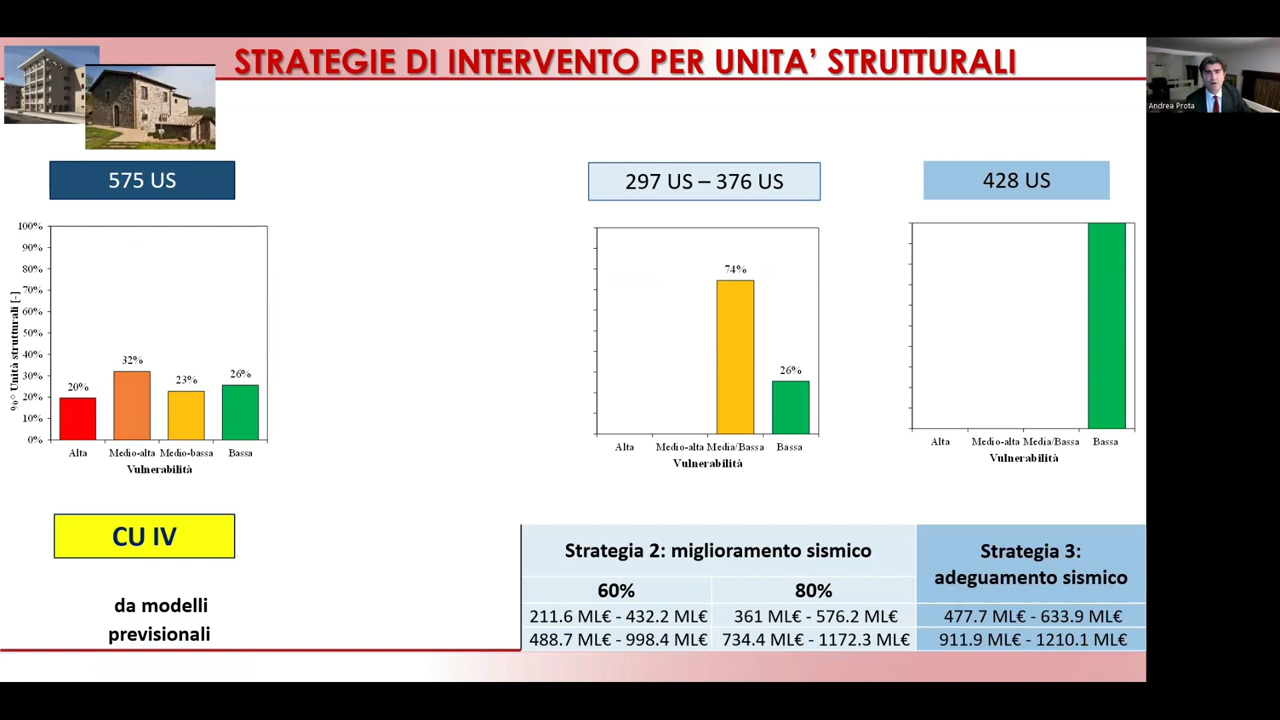 STRATEGIE DI INTERVENTO PER UNITA' STRUTTURALI
Andrea Prota
575 US
297 US – 376 US
428 US
100%
90%
80%
70%
60%
50%
40%
30%
20%
10%
0%
%° Unità strutturali [-]
20%
32%
23%
26%
Alta Medio-alta Medio-bassa Bassa
Vulnerabilità
74%
26%
Alta Medio-alta Media/Bassa Bassa
Vulnerabilità
Alta Medio-alta Media/Bassa Bassa
Vulnerabilità
CU IV
da modelli
previsionali
Strategia 2: miglioramento sismico
Strategia 3:
adeguamento sismico
60% 80%
211.6 ML€ - 432.2 ML€ 361 ML€ - 576.2 ML€ 477.7 ML€ - 633.9 ML€
488.7 ML€ - 998.4 ML€ 734.4 ML€ - 1172.3 ML€ 911.9 ML€ - 1210.1 ML€